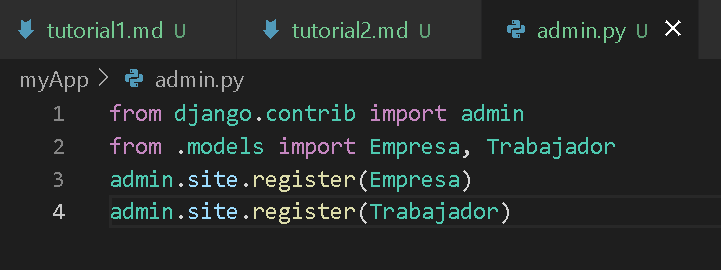 tutorial1.md U
tutorial2.md U
admin.py U
myApp > admin.py
1 from django.contrib import admin
2 from .models import Empresa, Trabajador
3 admin.site.register(Empresa)
4 admin.site.register(Trabajador)